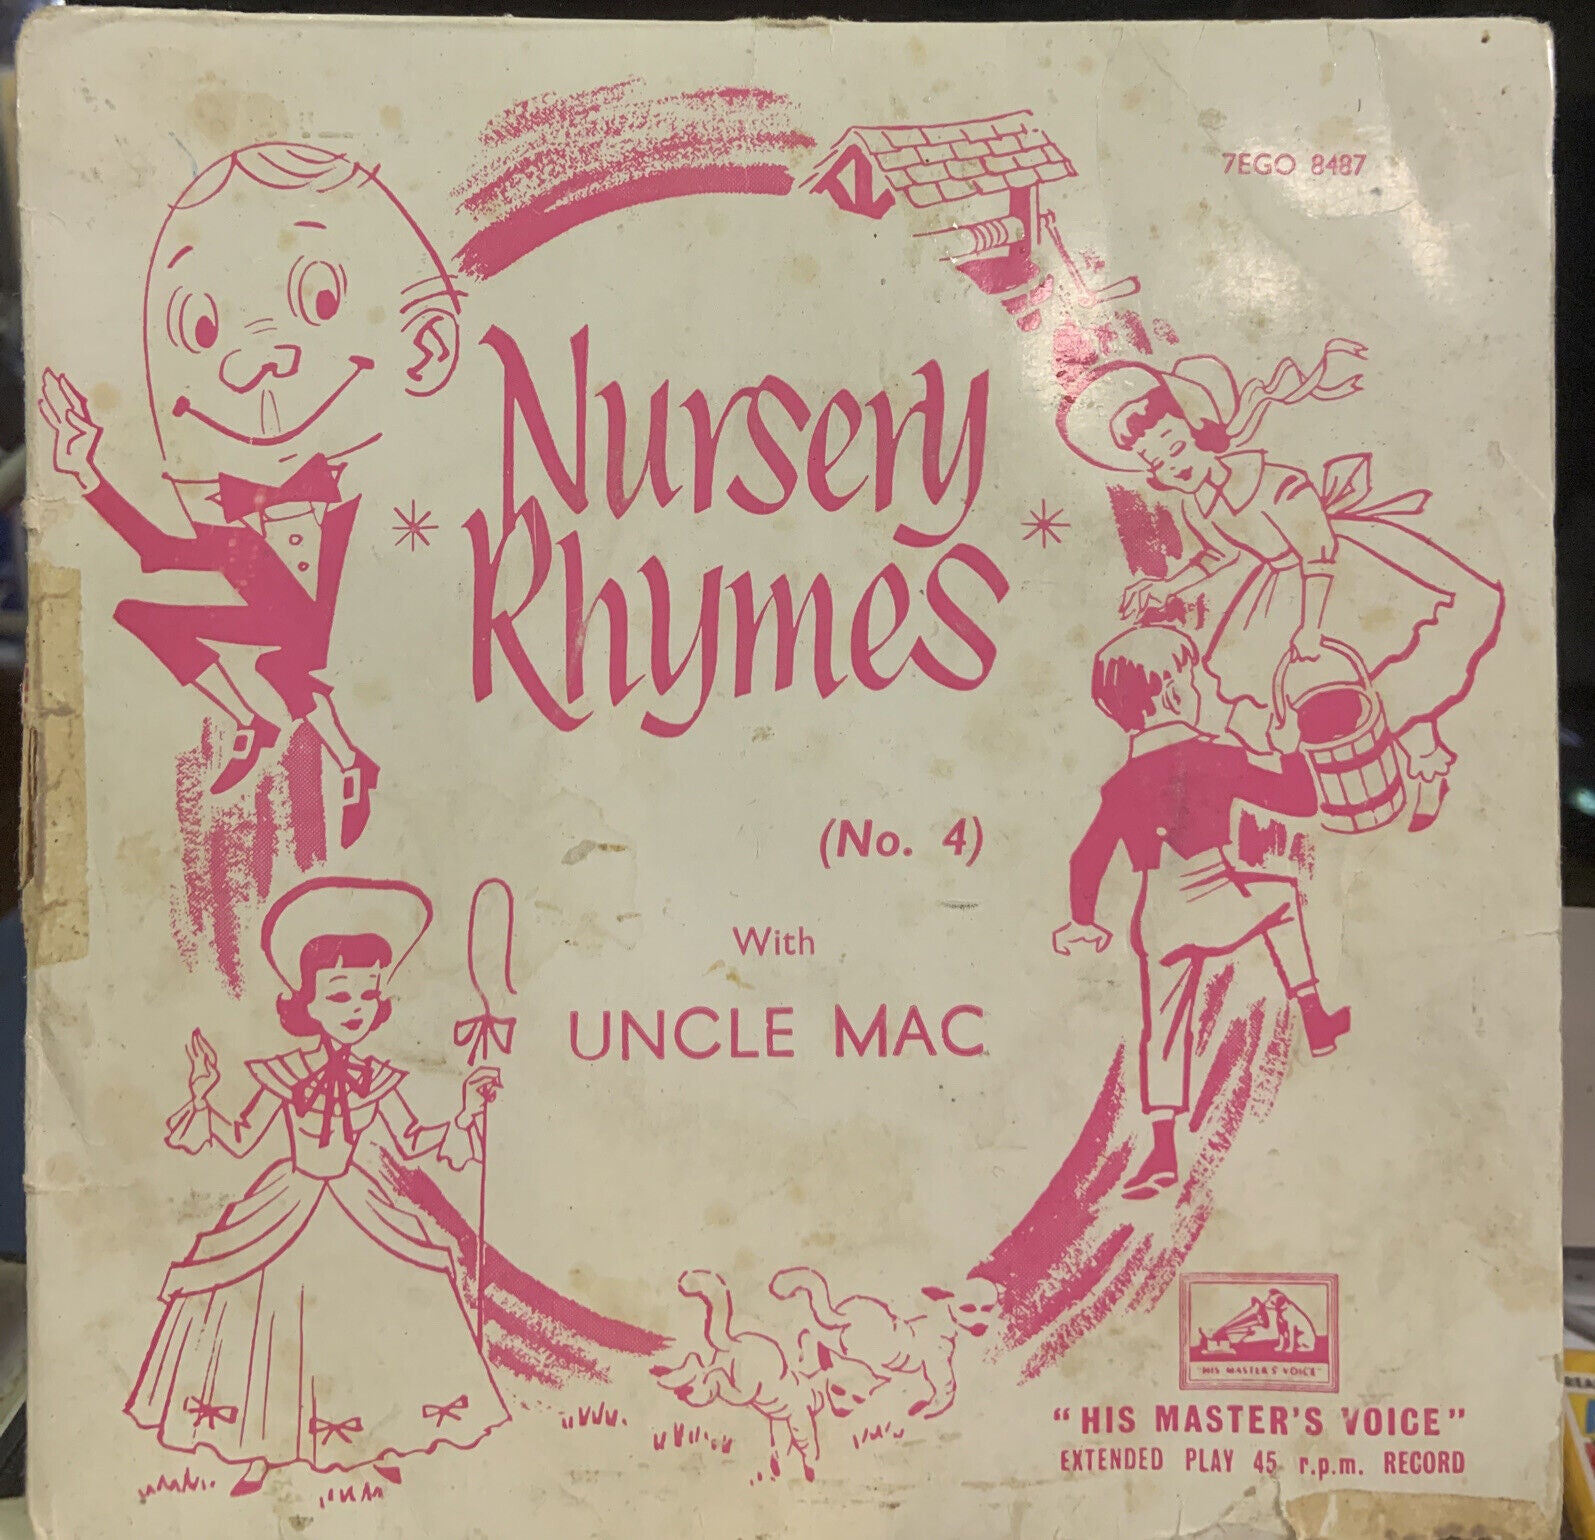 7EGO 8487
Nursery
Rhymes
(No. 4)
With
UNCLE MAC
"HIS MASTER'S VOICE"
"HIS MASTER'S VOICE"
EXTENDED PLAY 45 r.p.m. RECORD